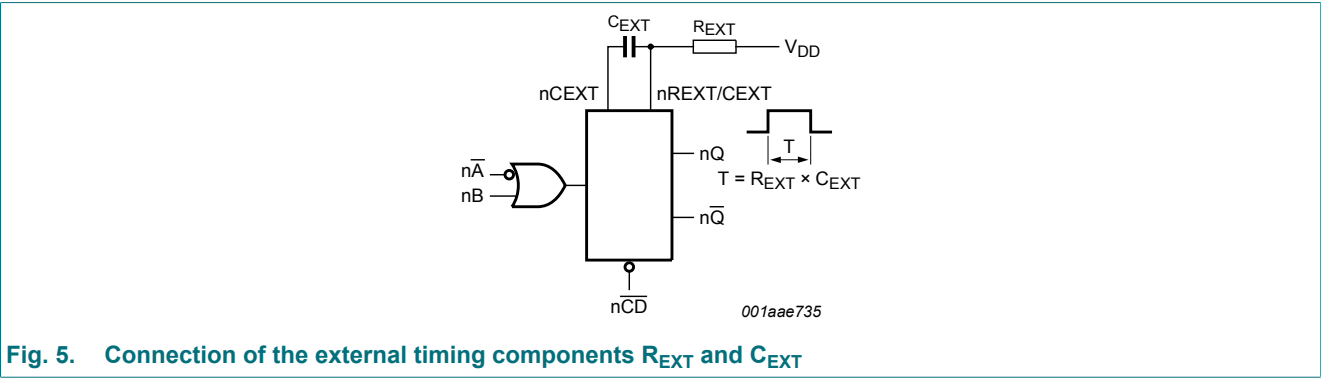 CEXT
REXT
VDD
nCEXT
nREXT/CEXT
nA̅
nB
nQ
nQ̅
T
T = REXT × CEXT
nC̅D̅
001aae735
Fig. 5. Connection of the external timing components REXT and CEXT